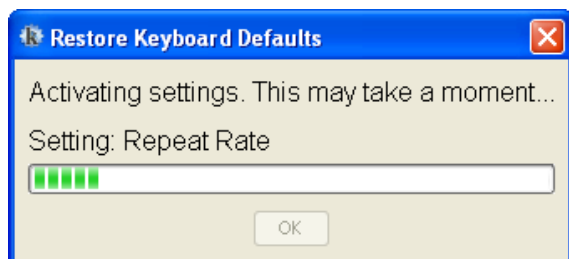 Restore Keyboard Defaults
Activating settings. This may take a moment...
Setting: Repeat Rate
OK